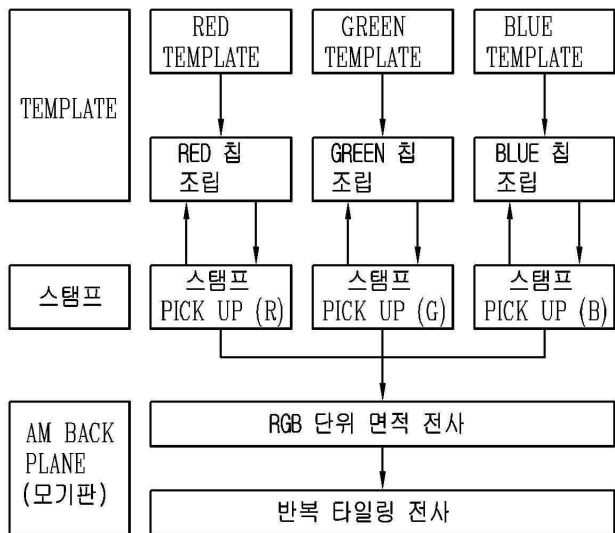 TEMPLATE
RED
TEMPLATE
GREEN
TEMPLATE
BLUE
TEMPLATE
RED 칩
조립
GREEN 칩
조립
BLUE 칩
조립
스탬프
스탬프
PICK UP (R)
스탬프
PICK UP (G)
스탬프
PICK UP (B)
AM BACK
PLANE
(모기판)
RGB 단위 면적 전사
반복 타일링 전사